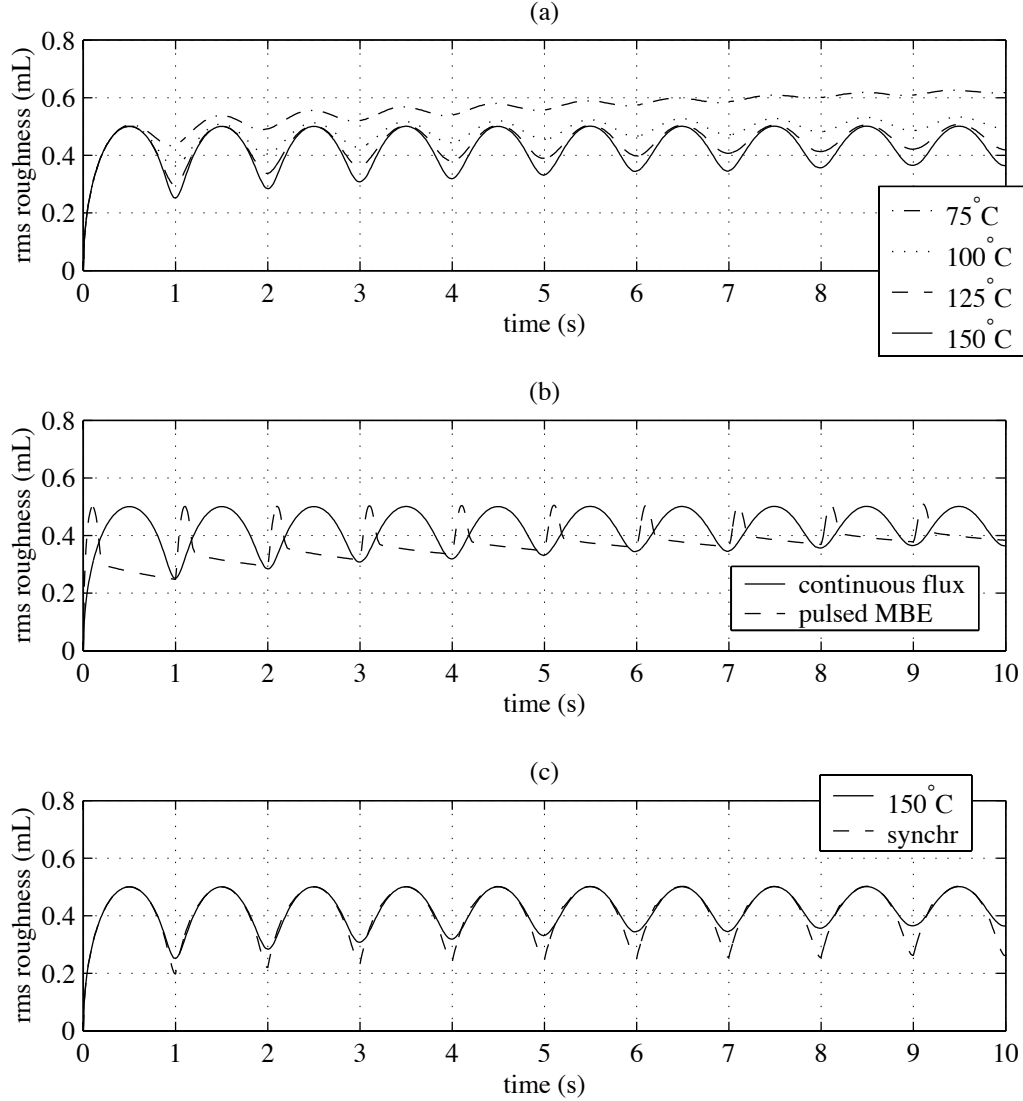 (a)
rms roughness (mL)
0.8
0.6
0.4
0.2
0
0 1 2 3 4 5 6 7 8
time (s)
75°C
100°C
125°C
150°C
(b)
rms roughness (mL)
0.8
0.6
0.4
0.2
0
continuous flux
pulsed MBE
0 1 2 3 4 5 6 7 8 9 10
time (s)
(c)
rms roughness (mL)
0.8
0.6
0.4
0.2
0
150°C
synchr
0 1 2 3 4 5 6 7 8 9 10
time (s)